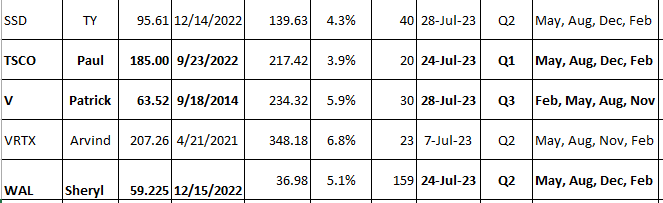 SSD TY 95.61 12/14/2022 139.63 4.3% 40 28-Jul-23 Q2 May, Aug, Dec, Feb
TSCO Paul 185.00 9/23/2022 217.42 3.9% 20 24-Jul-23 Q1 May, Aug, Dec, Feb
V Patrick 63.52 9/18/2014 234.32 5.9% 30 28-Jul-23 Q3 Feb, May, Aug, Nov
VRTX Arvind 207.26 4/21/2021 348.18 6.8% 23 7-Jul-23 Q2 May, Aug, Nov, Feb
WAL Sheryl 59.225 12/15/2022 36.98 5.1% 159 24-Jul-23 Q2 May, Aug, Dec, Feb